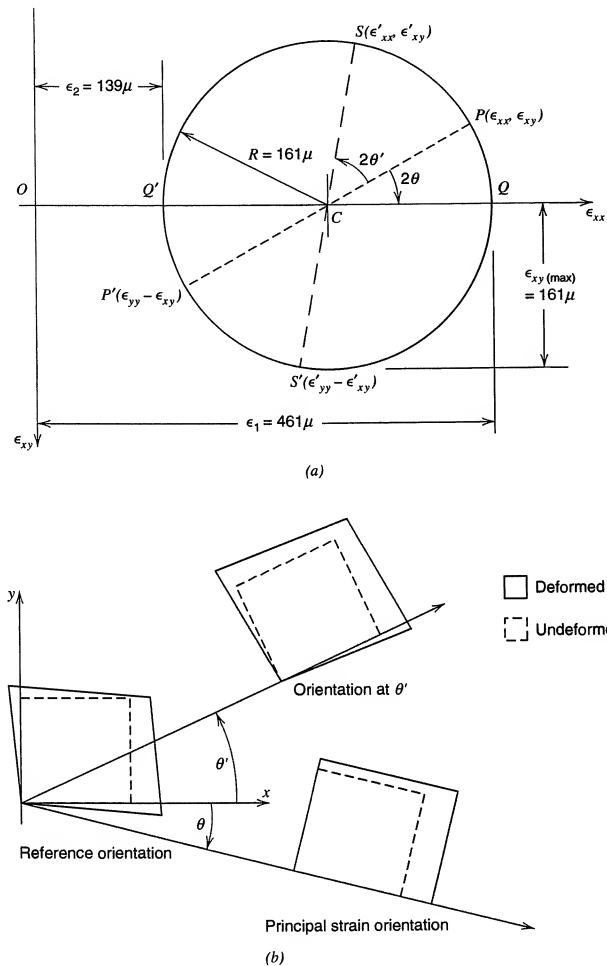 S(ϵ′xx, ϵ′xy)
ϵ2 = 139μ
P(ϵxx, ϵxy)
R = 161μ
2θ′
2θ
O
Q′
Q
C
ϵxx
ϵxy (max)
= 161μ
P′(ϵyy − ϵxy)
S′(ϵ′yy − ϵ′xy)
ϵ1 = 461μ
ϵxy
(a)
y
Deformed
Undeforme
Orientation at θ′
θ′
x
θ
Reference orientation
Principal strain orientation
(b)